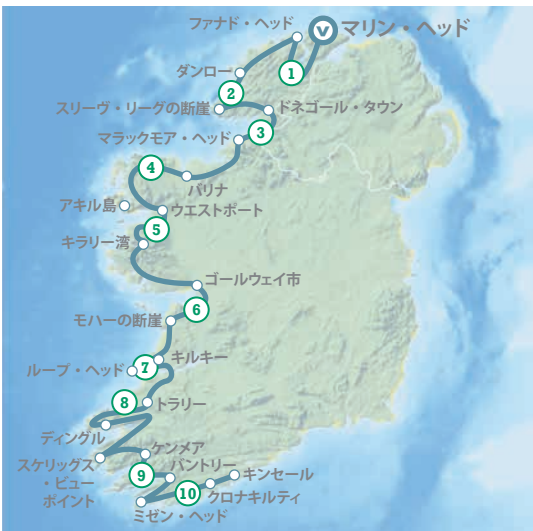 ファナド・ヘッド
V
マリン・ヘッド
1
ダンロー
2
スリーヴ・リーグの断崖
ドネゴール・タウン
3
マラックモア・ヘッド
4
バリナ
アキル島
ウエストポート
5
キラリー湾
ゴールウェイ市
6
モハーの断崖
キルキー
7
ループ・ヘッド
8
トラリー
ディングル
ケンメア
スケリッグス
・ビュー
ポイント
9
バントリー
キンセール
10
クロナキルティ
ミゼン・ヘッド